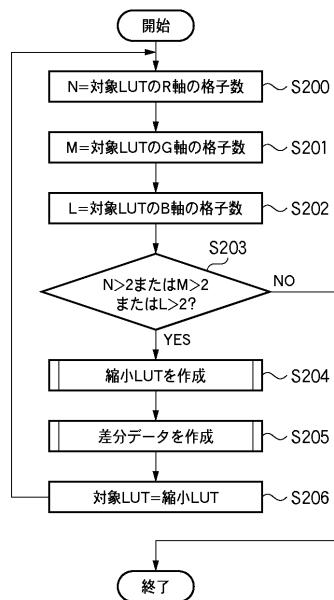 開始
N=対象LUTのR軸の格子数
S200
M=対象LUTのG軸の格子数
S201
L=対象LUTのB軸の格子数
S202
S203
N>2またはM>2
またはL>2?
NO
YES
縮小LUTを作成
S204
差分データを作成
S205
対象LUT=縮小LUT
S206
終了